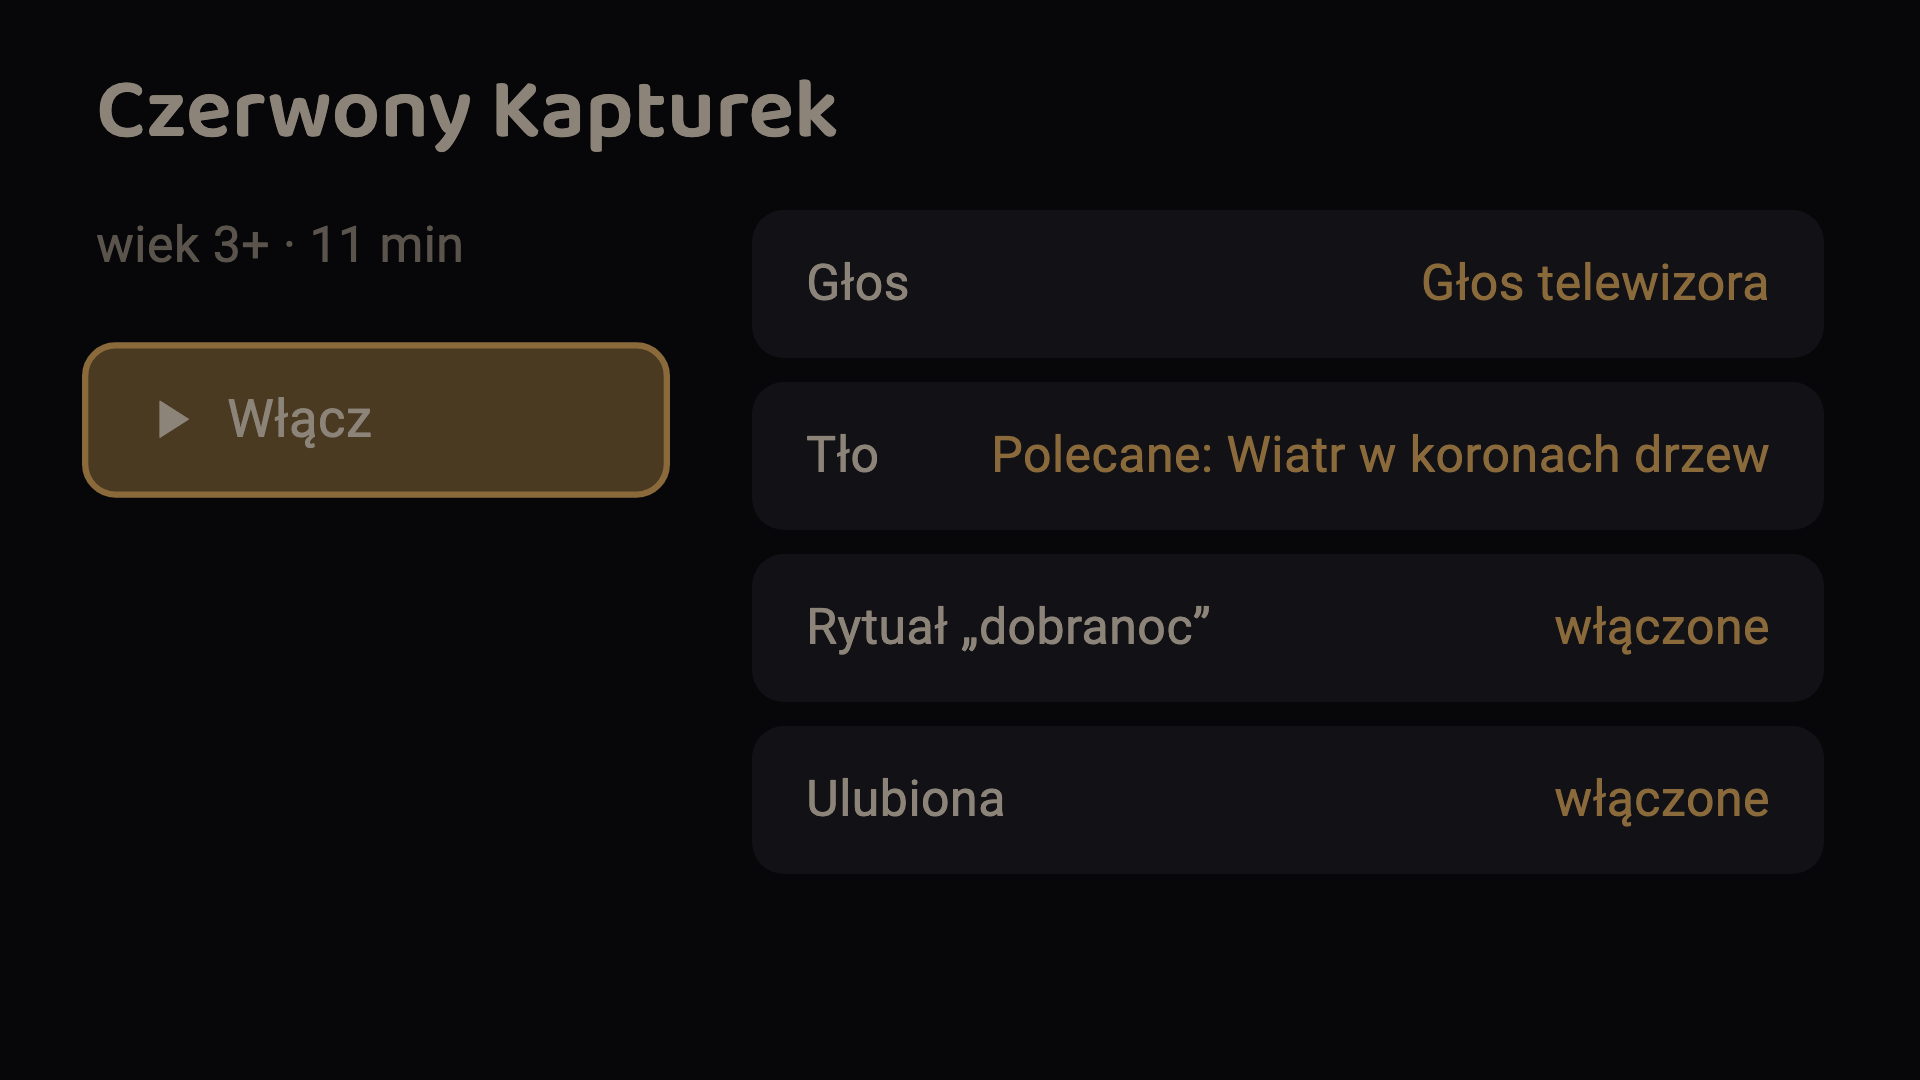 Czerwony Kapturek
wiek 3+ · 11 min
Włącz
Głos
Głos telewizora
Tło
Polecane: Wiatr w koronach drzew
Rytuał „dobranoc”
włączone
Ulubiona
włączone